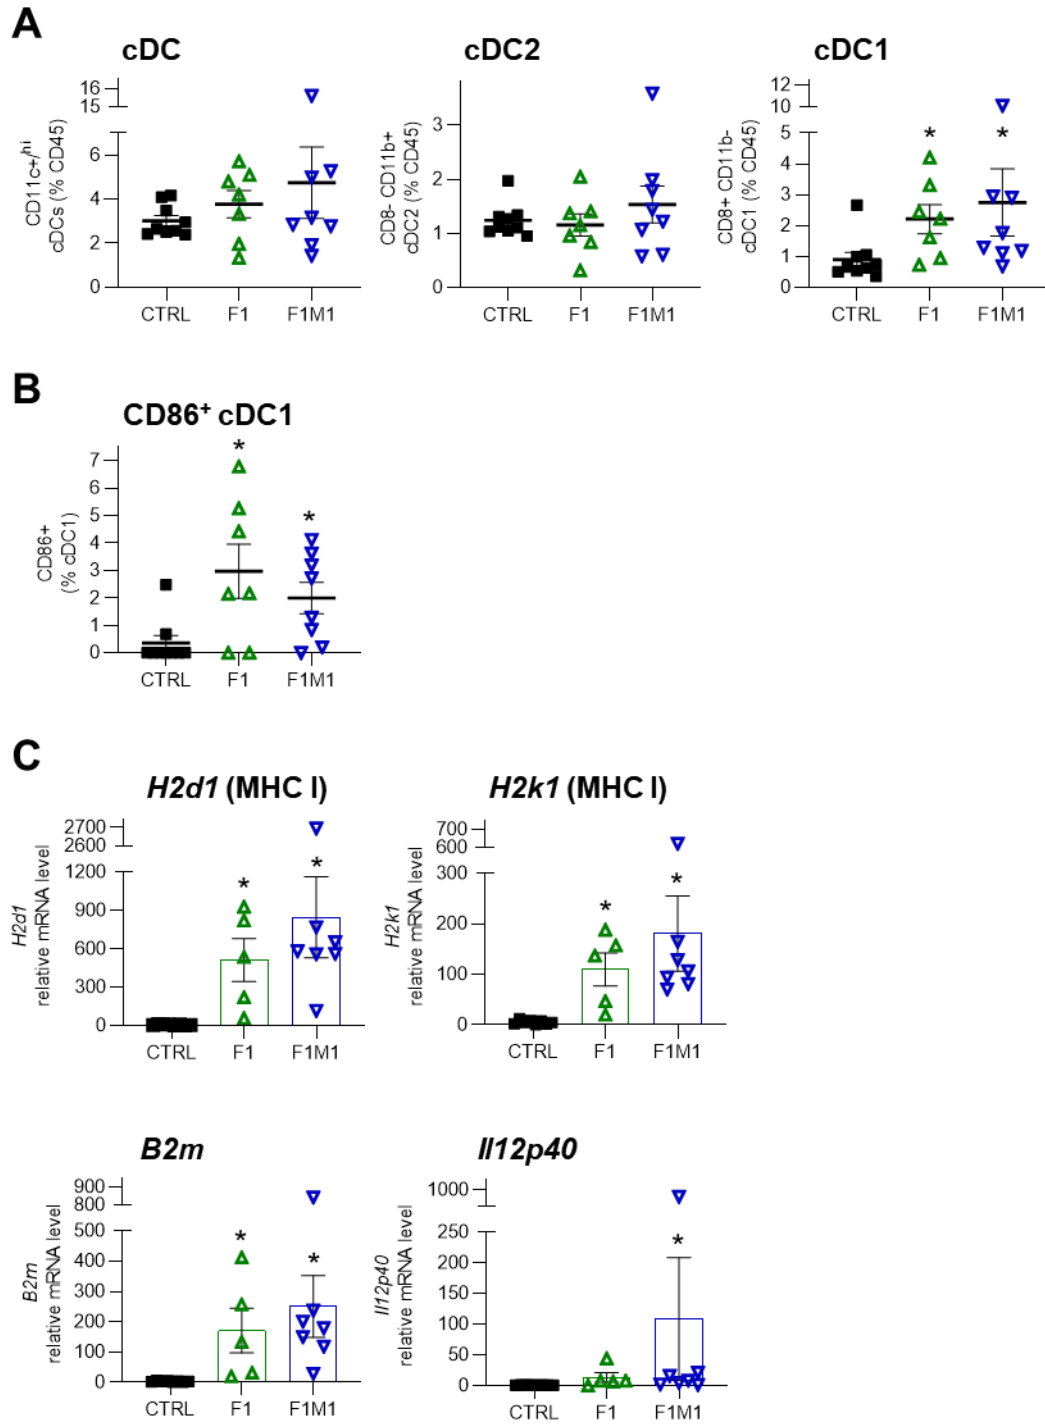 A
cDC
cDC2
cDC1
CD11c+/hi
cDCs (% CD45)
16
15
6
4
2
0
CTRL F1 F1M1
CD8- CD11b+
cDC2 (% CD45)
3
2
1
0
CTRL F1 F1M1
CD8+ CD11b-
cDC1 (% CD45)
12
10
5
4
3
2
1
0
* *
CTRL F1 F1M1
B
CD86+ cDC1
CD86+
(% cDC1)
7
6
5
4
3
2
1
0
* *
CTRL F1 F1M1
C
H2d1 (MHC I)
H2d1
relative mRNA level
2700
2600
1200
900
600
300
0
* *
CTRL F1 F1M1
H2k1 (MHC I)
H2k1
relative mRNA level
700
600
300
200
100
0
* *
CTRL F1 F1M1
B2m
B2m
relative mRNA level
900
800
500
400
300
200
100
0
* *
CTRL F1 F1M1
Il12p40
Il12p40
relative mRNA level
1000
250
200
150
100
50
0
*
CTRL F1 F1M1